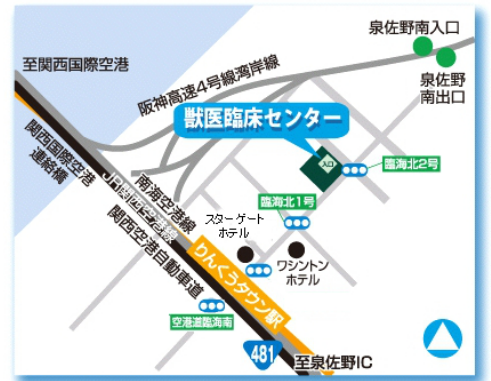 泉佐野南入口
至関西国際空港
泉佐野
南出口
阪神高速4号線湾岸線
獣医臨床センター
入口
臨海北2号
関西国際空港
連絡橋
JR関西空港線
南海空港線
関西空港自動車道
臨海北1号
スターゲート
ホテル
りんくうタウン駅
ワシントン
ホテル
空港道臨海南
481
至泉佐野IC